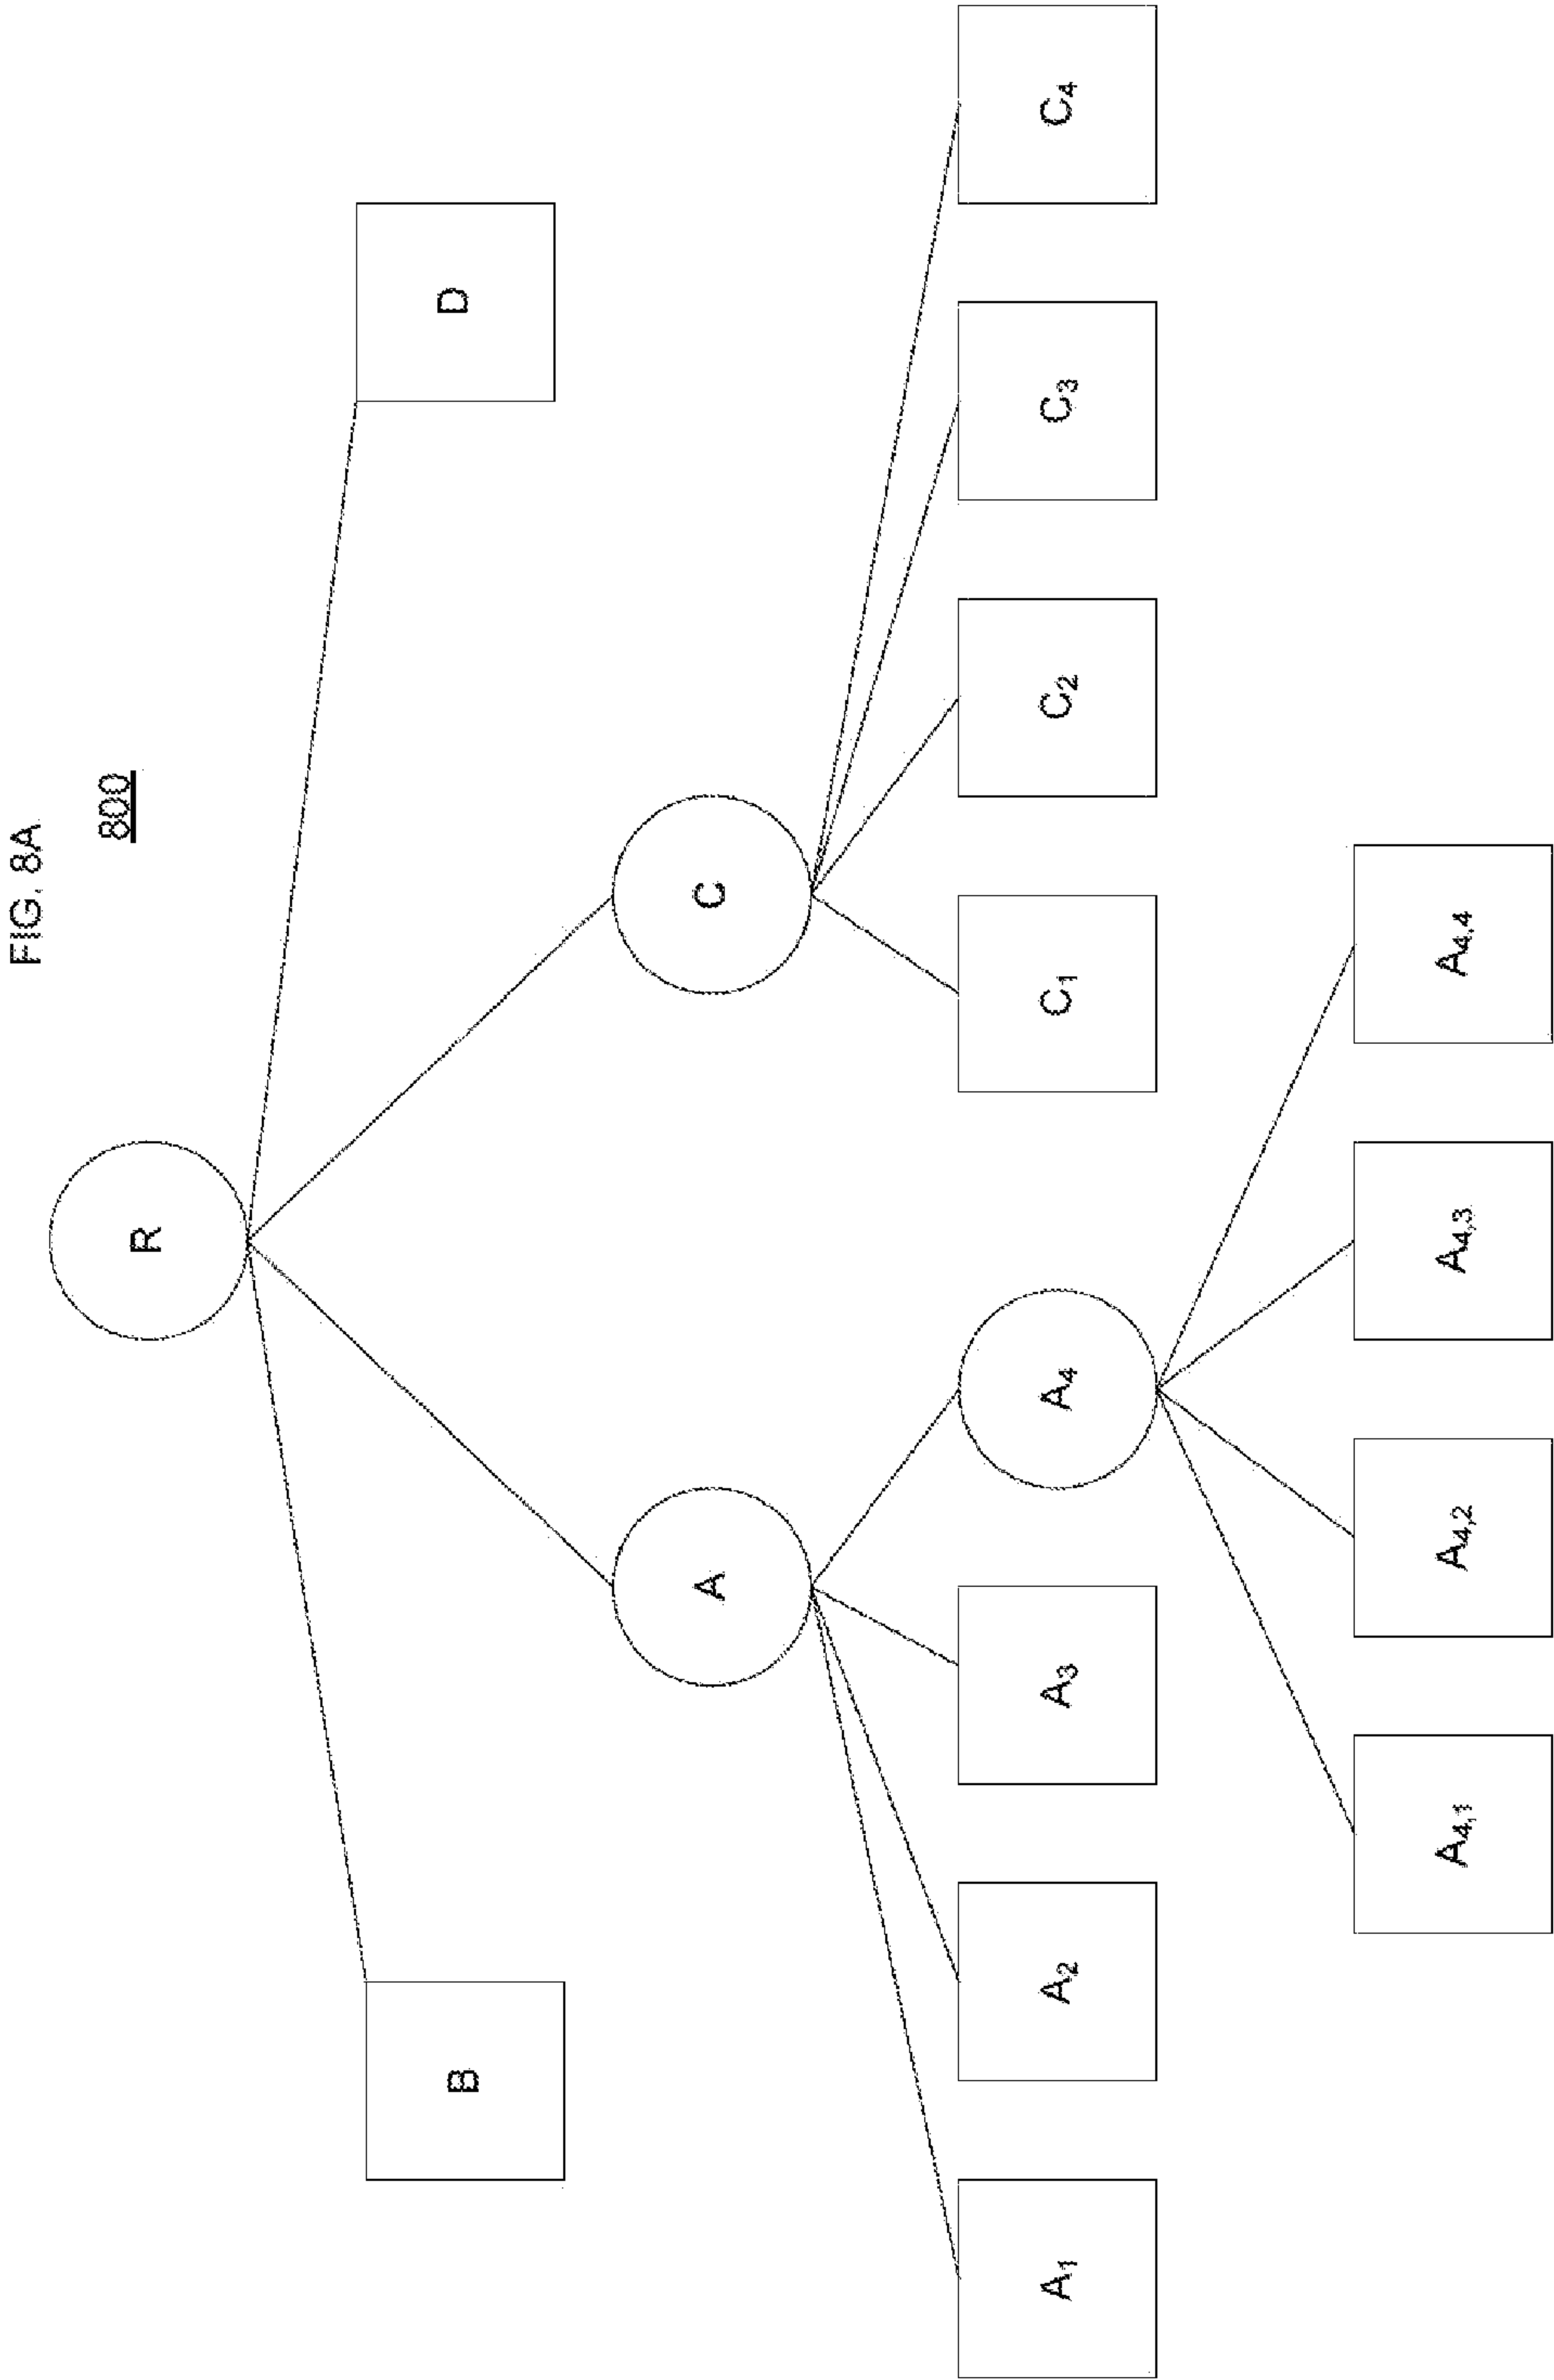 FIG. 8A
800
R
B
D
A
C
A₁
A₂
A₃
A₄
C₁
C₂
C₃
C₄
A₄,₁
A₄,₂
A₄,₃
A₄,₄